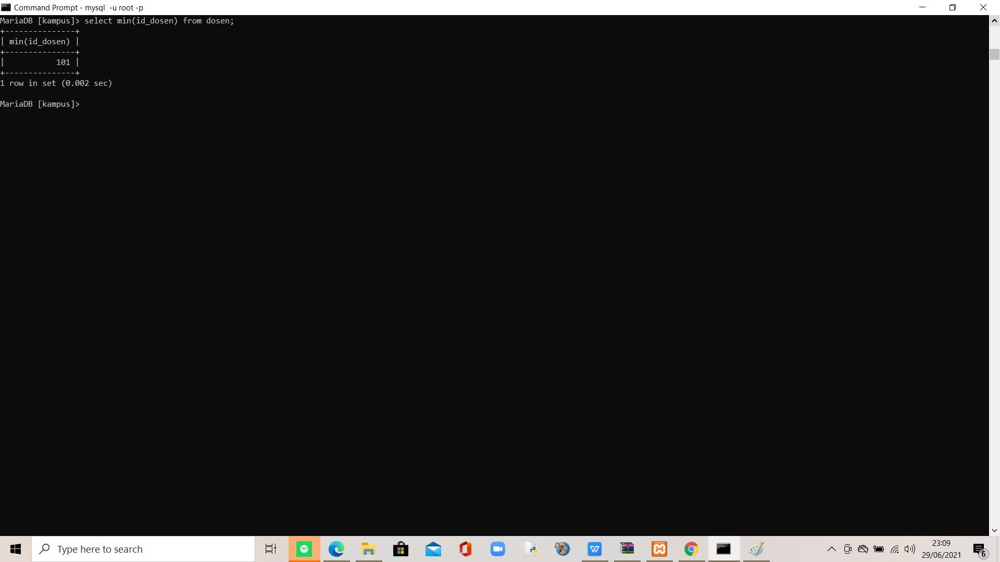 Command Prompt - mysql  -u root -p
MariaDB [kampus]> select min(id_dosen) from dosen;
+---------------+
| min(id_dosen) |
+---------------+
|           101 |
+---------------+
1 row in set (0.002 sec)
MariaDB [kampus]>
Type here to search
23:09
29/06/2021
6